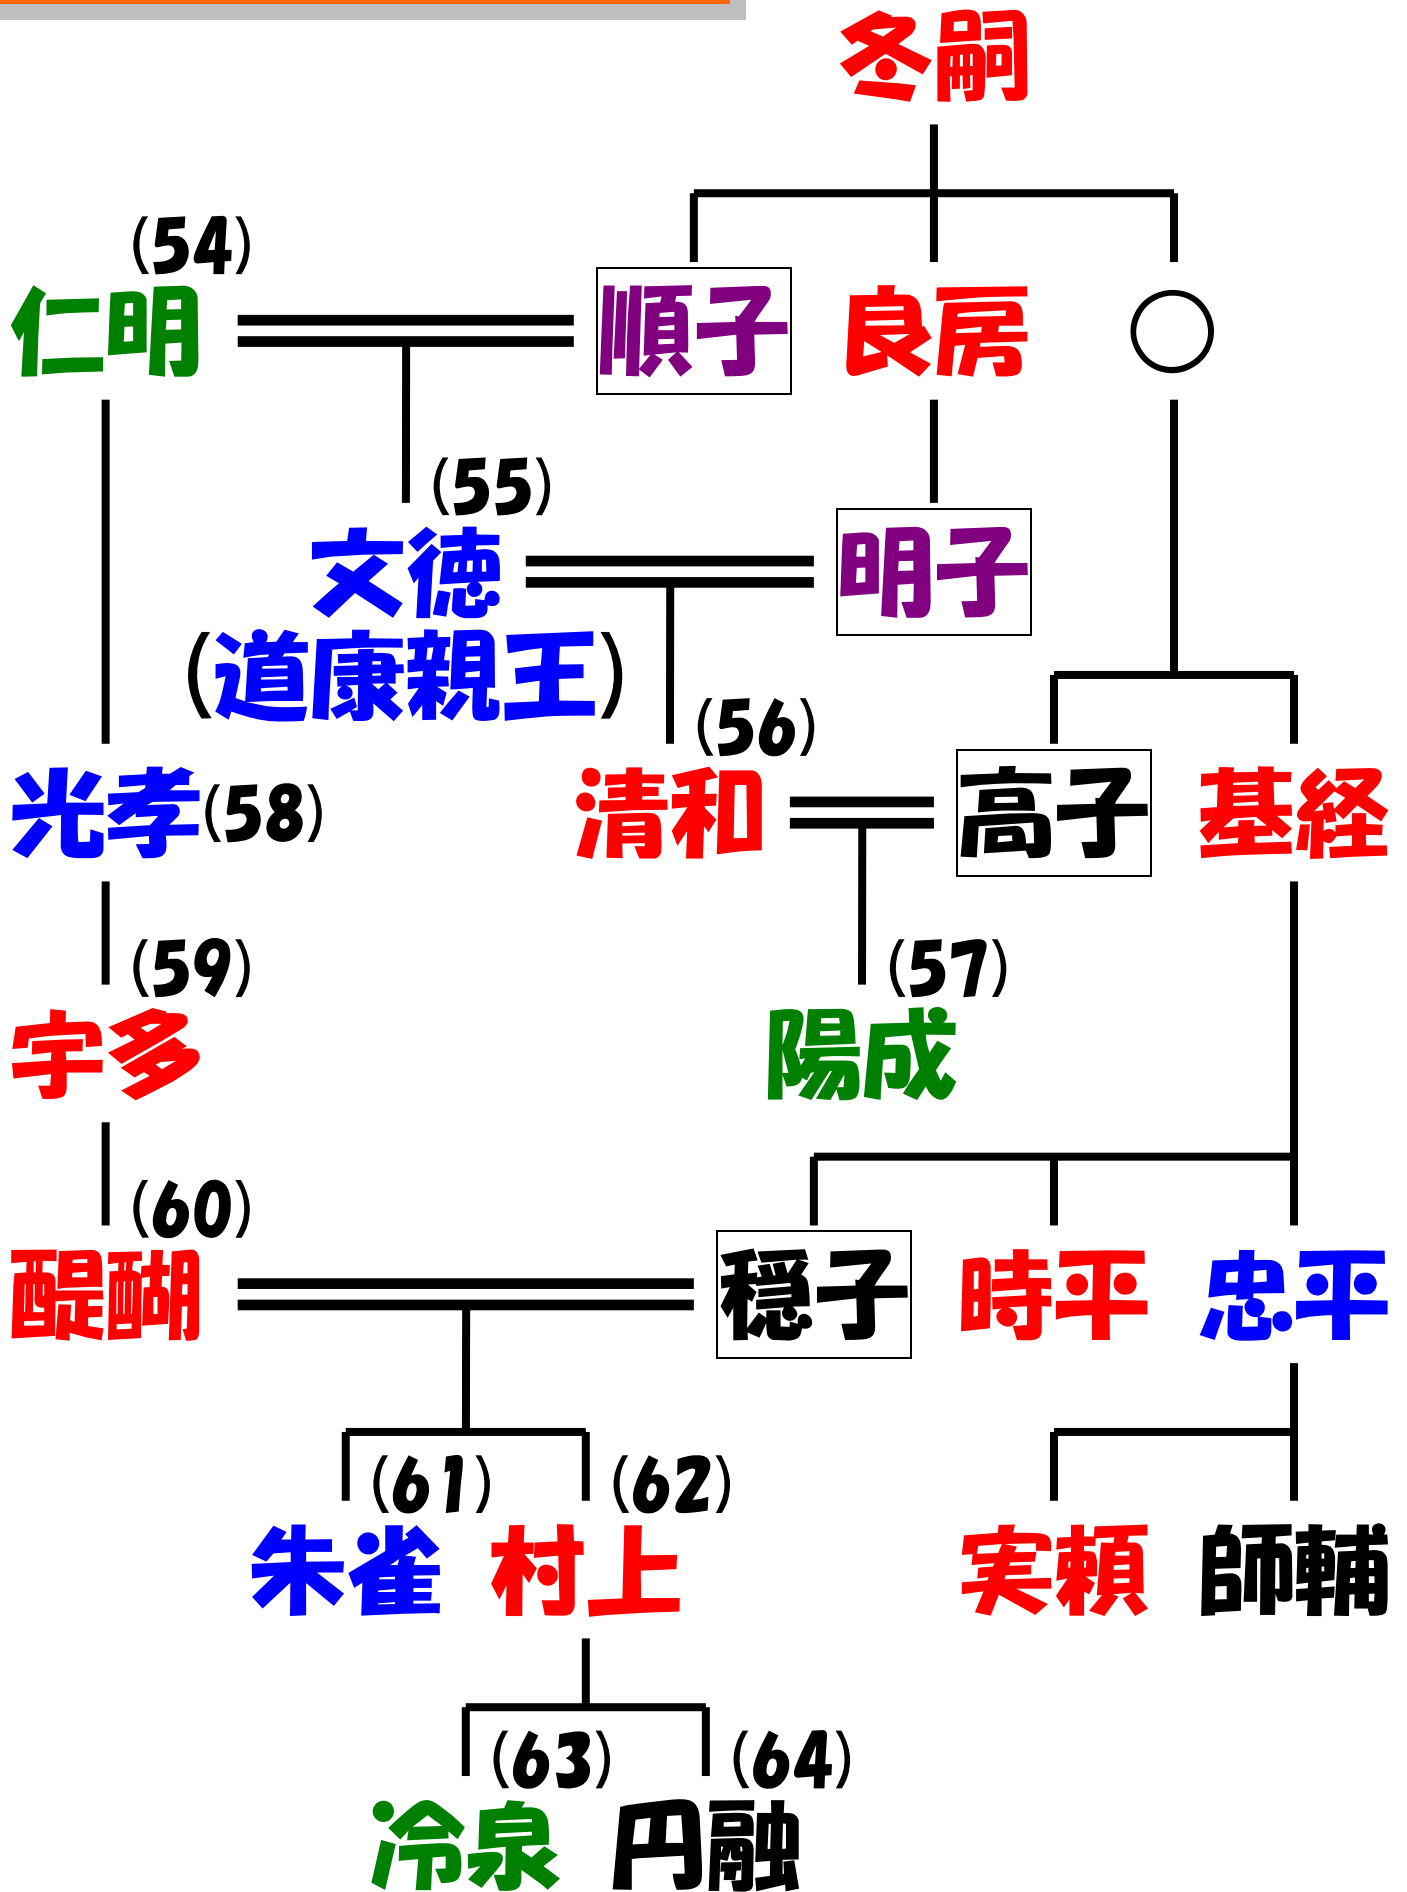 冬嗣
(54)
仁明 順子 良房 ○
(55)
文徳 明子
(道康親王)
(56)
光孝(58) 清和 高子 基経
(59) (57)
宇多 陽成
(60)
醍醐 穏子 時平 忠平
(61) (62)
朱雀 村上 実頼 師輔
(63) (64)
冷泉 円融